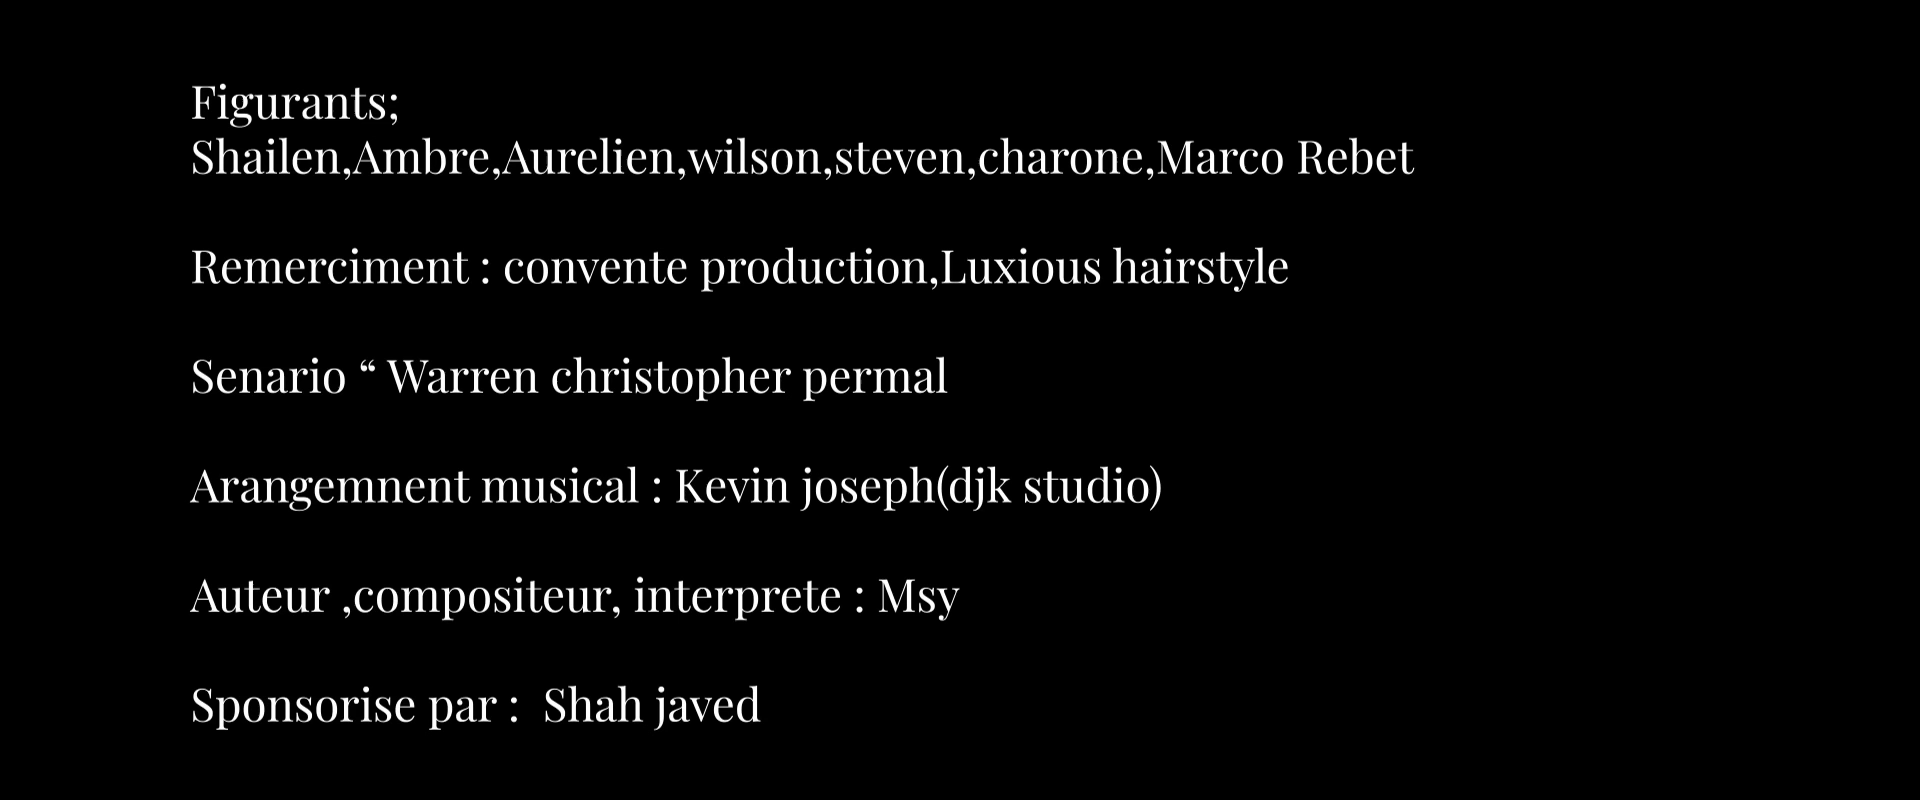 Figurants;
Shailen,Ambre,Aurelien,wilson,steven,charone,Marco Rebet
Remerciment : convente production,Luxious hairstyle
Senario “ Warren christopher permal
Arangemnent musical : Kevin joseph(djk studio)
Auteur ,compositeur, interprete : Msy
Sponsorise par :  Shah javed